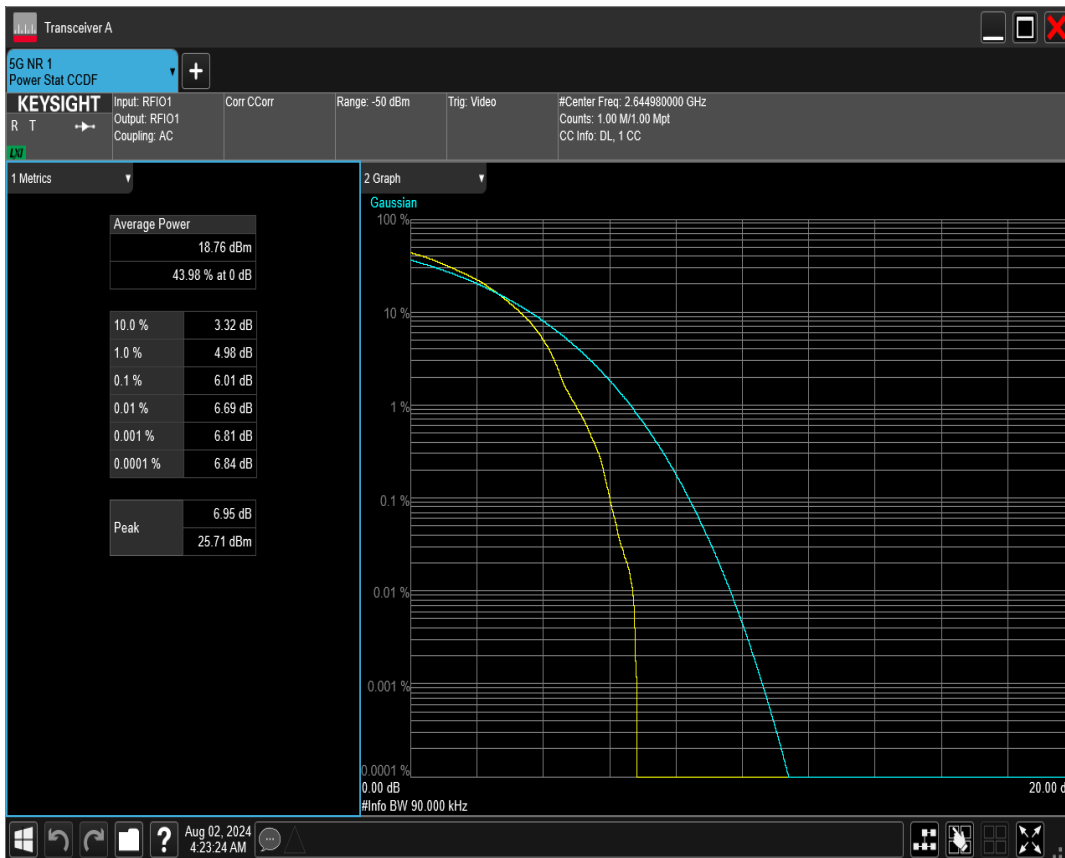 Transceiver A
5G NR 1
Power Stat CCDF
KEYSIGHT
R T
LXI
Input: RFIO1
Output: RFIO1
Coupling: AC
Corr CCorr
Range: -50 dBm
Trig: Video
#Center Freq: 2.644980000 GHz
Counts: 1.00 M/1.00 Mpt
CC Info: DL, 1 CC
1 Metrics
Average Power
18.76 dBm
43.98 % at 0 dB
10.0 % 3.32 dB
1.0 % 4.98 dB
0.1 % 6.01 dB
0.01 % 6.69 dB
0.001 % 6.81 dB
0.0001 % 6.84 dB
Peak
6.95 dB
25.71 dBm
2 Graph
Gaussian
100 %
10 %
1 %
0.1 %
0.01 %
0.001 %
0.0001 %
0.00 dB
20.00 d
#Info BW 90.000 kHz
Aug 02, 2024
4:23:24 AM